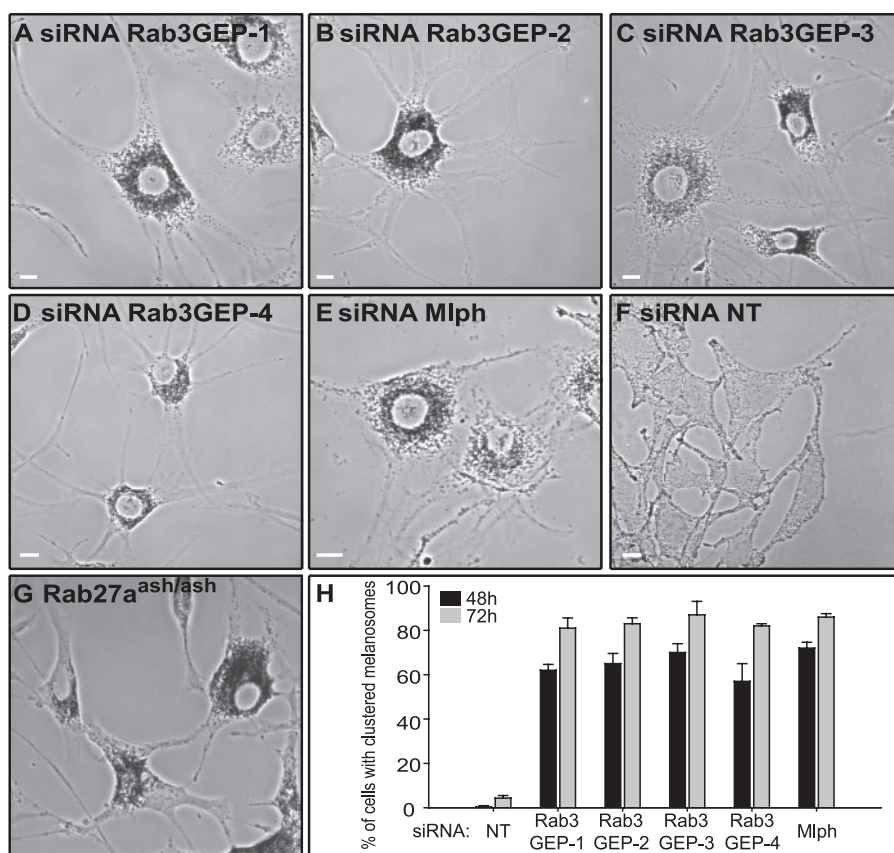 A siRNA Rab3GEP-1
B siRNA Rab3GEP-2
C siRNA Rab3GEP-3
D siRNA Rab3GEP-4
E siRNA Mlph
F siRNA NT
G Rab27a ash/ash
H
48h
72h
% of cells with clustered melanosomes
100
80
60
40
20
0
siRNA: NT Rab3 GEP-1 Rab3 GEP-2 Rab3 GEP-3 Rab3 GEP-4 Mlph